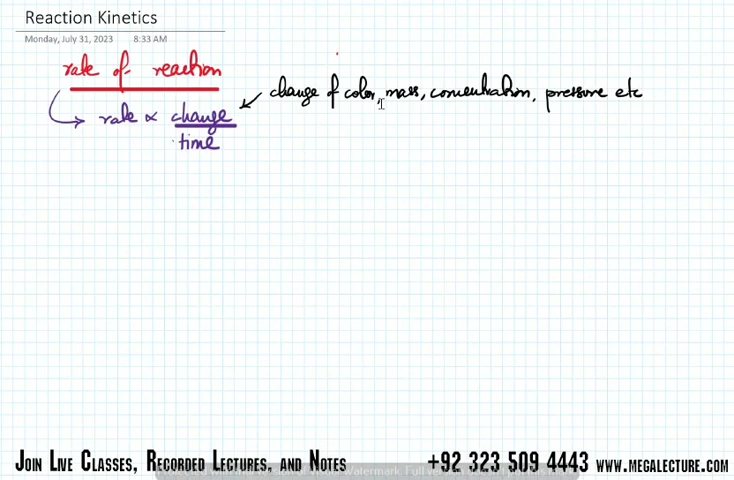 Reaction Kinetics
Monday, July 31, 2023 8:33 AM
rate of reaction
change of color, mass, concentration, pressure etc
rate ∝ change
time
JOIN LIVE CLASSES, RECORDED LECTURES, AND NOTES
+92 323 509 4443 WWW.MEGALECTURE.COM